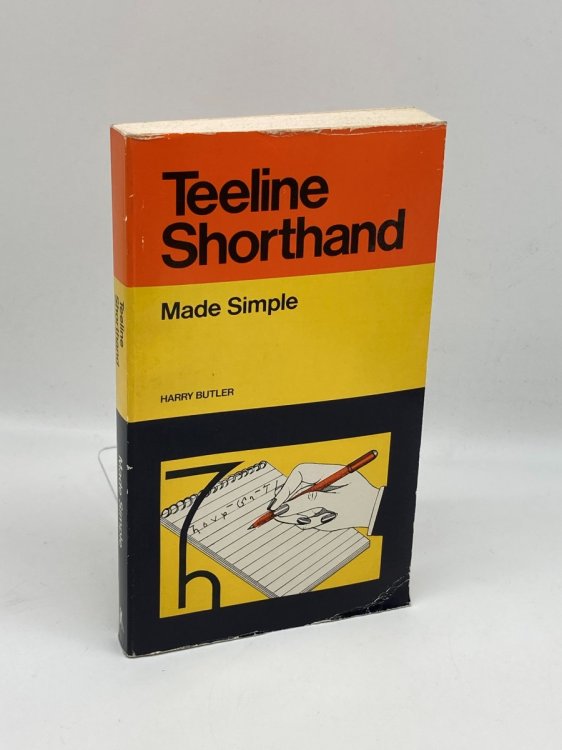 Teeline
Shorthand
Made Simple
HARRY BUTLER
Teeline
Shorthand
Made Simple